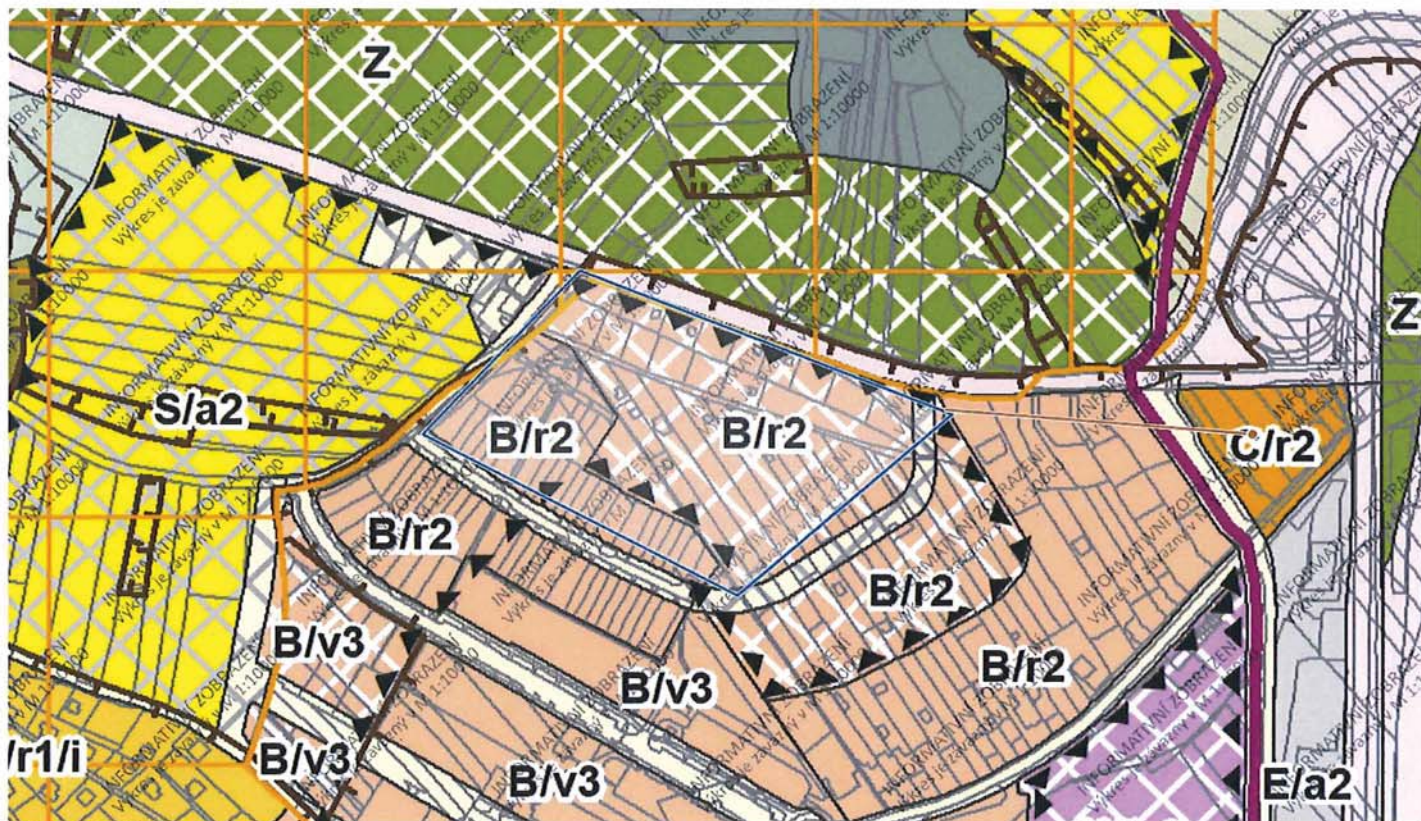 Z
INFORMATIVNÍ ZOBRAZENÍ
Výkres je závazný v M 1:10000
Z
S/a2
B/r2
B/r2
C/r2
B/r2
B/r2
B/v3
B/v3
B/r2
/r1/i
B/v3
B/v3
E/a2